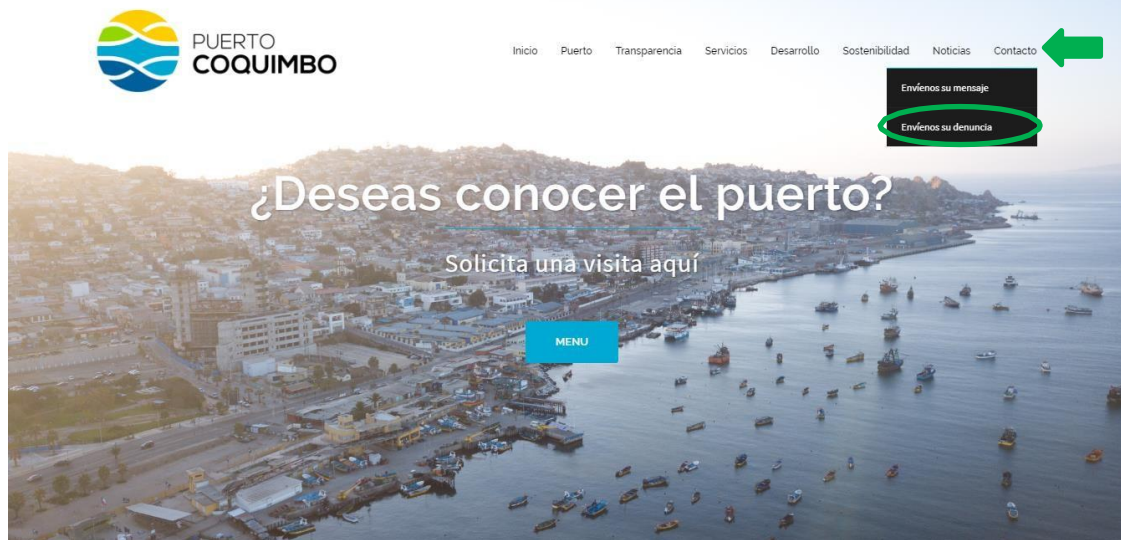 PUERTO
COQUIMBO
Inicio Puerto Transparencia Servicios Desarrollo Sostenibilidad Noticias Contacto
Envíenos su mensaje
Envíenos su denuncia
¿Deseas conocer el puerto?
Solicita una visita aquí
MENU